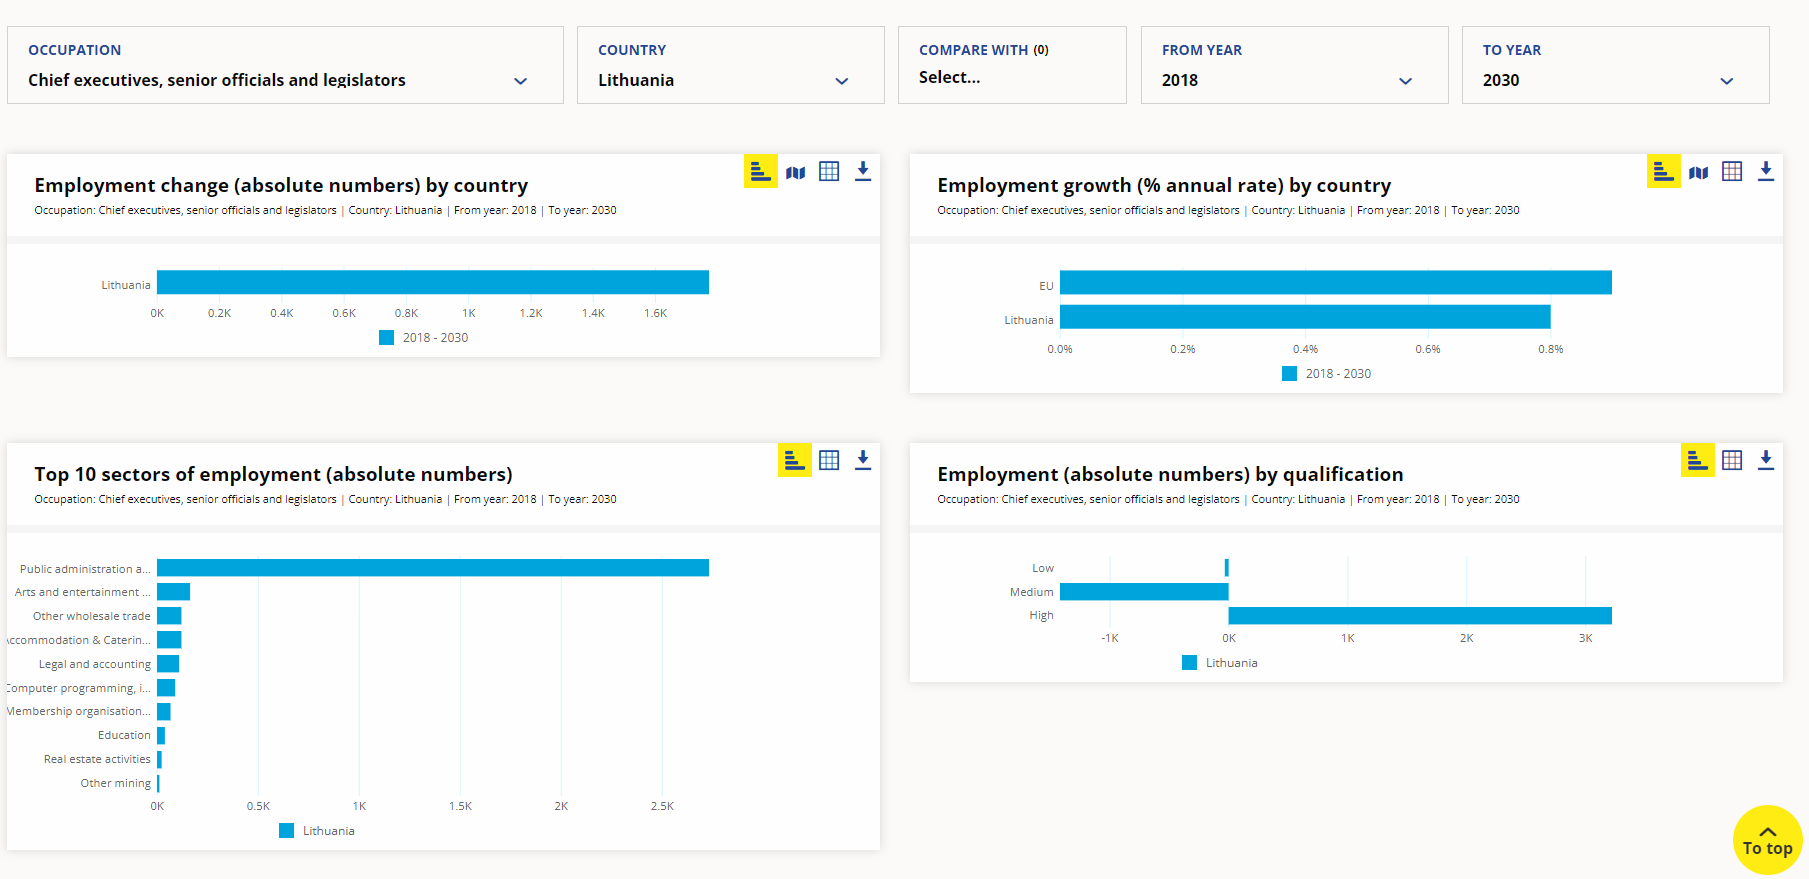 OCCUPATION
Chief executives, senior officials and legislators
COUNTRY
Lithuania
COMPARE WITH (0)
Select...
FROM YEAR
2018
TO YEAR
2030
Employment change (absolute numbers) by country
Occupation: Chief executives, senior officials and legislators | Country: Lithuania | From year: 2018 | To year: 2030
Lithuania
0K 0.2K 0.4K 0.6K 0.8K 1K 1.2K 1.4K 1.6K
2018 - 2030
Employment growth (% annual rate) by country
Occupation: Chief executives, senior officials and legislators | Country: Lithuania | From year: 2018 | To year: 2030
EU
Lithuania
0.0% 0.2% 0.4% 0.6% 0.8%
2018 - 2030
Top 10 sectors of employment (absolute numbers)
Occupation: Chief executives, senior officials and legislators | Country: Lithuania | From year: 2018 | To year: 2030
Public administration a...
Arts and entertainment ...
Other wholesale trade
Accommodation & Caterin...
Legal and accounting
Computer programming, i...
Membership organisation...
Education
Real estate activities
Other mining
0K 0.5K 1K 1.5K 2K 2.5K
Lithuania
Employment (absolute numbers) by qualification
Occupation: Chief executives, senior officials and legislators | Country: Lithuania | From year: 2018 | To year: 2030
Low
Medium
High
-1K 0K 1K 2K 3K
Lithuania
To top